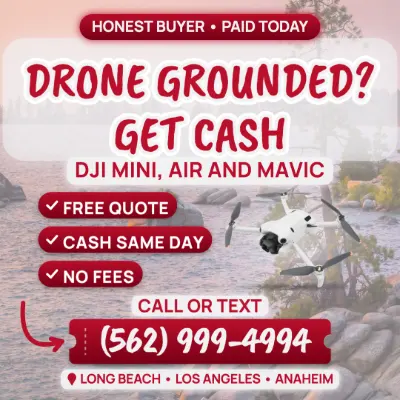 HONEST BUYER • PAID TODAY
DRONE GROUNDED?
GET CASH
DJI MINI, AIR AND MAVIC
FREE QUOTE
CASH SAME DAY
NO FEES
CALL OR TEXT
(562) 999-4994
LONG BEACH • LOS ANGELES • ANAHEIM